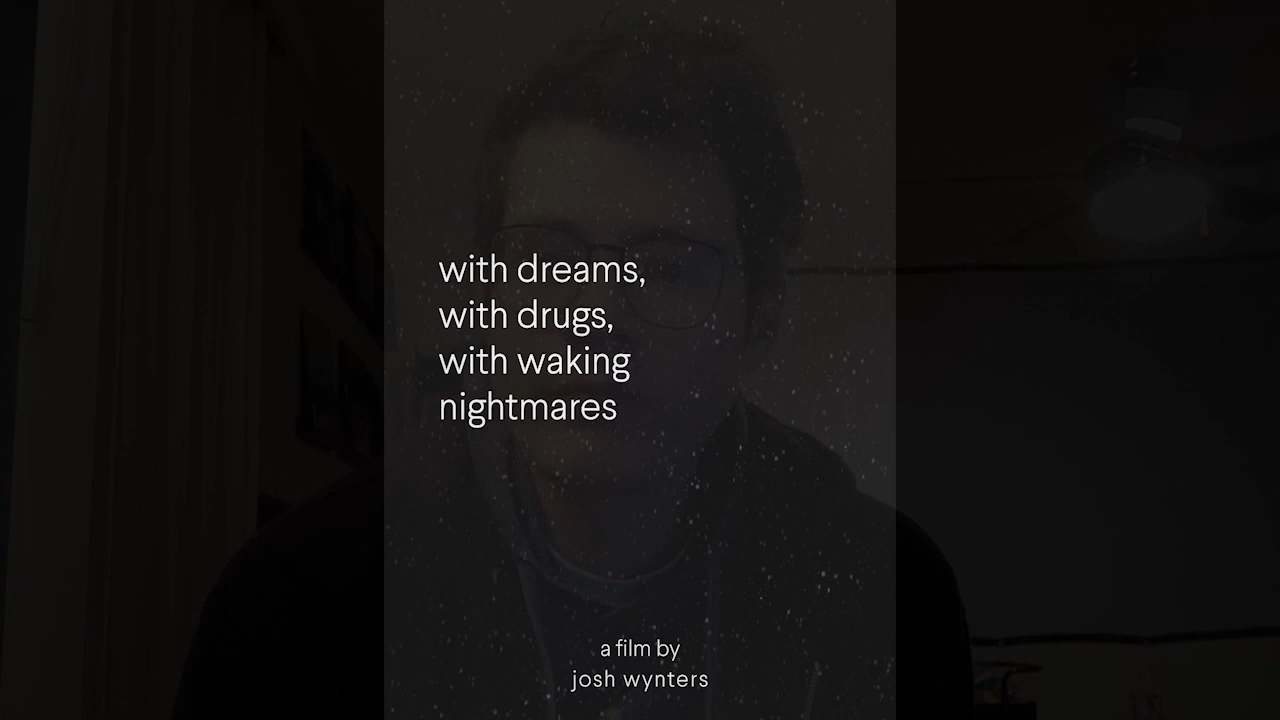 with dreams,
with drugs,
with waking
nightmares
a film by
josh wynters